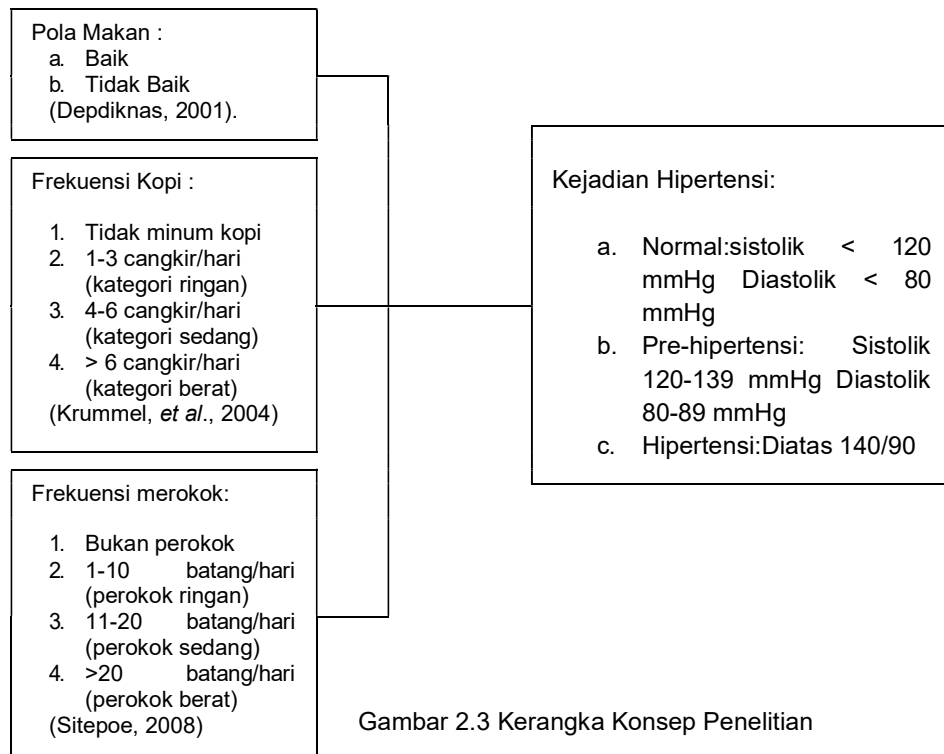 Pola Makan :
a. Baik
b. Tidak Baik
(Depdiknas, 2001).
Frekuensi Kopi :
1. Tidak minum kopi
2. 1-3 cangkir/hari
(kategori ringan)
3. 4-6 cangkir/hari
(kategori sedang)
4. > 6 cangkir/hari
(kategori berat)
(Krummel, et al., 2004)
Frekuensi merokok:
1. Bukan perokok
2. 1-10 batang/hari
(perokok ringan)
3. 11-20 batang/hari
(perokok sedang)
4. >20 batang/hari
(perokok berat)
(Sitepoe, 2008)
Kejadian Hipertensi:
a. Normal:sistolik < 120
mmHg Diastolik < 80
mmHg
b. Pre-hipertensi: Sistolik
120-139 mmHg Diastolik
80-89 mmHg
c. Hipertensi:Diatas 140/90
Gambar 2.3 Kerangka Konsep Penelitian